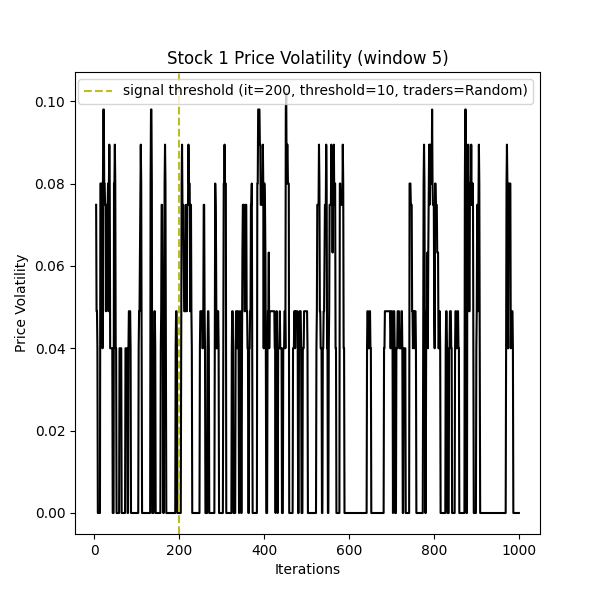 Stock 1 Price Volatility (window 5)
signal threshold (it=200, threshold=10, traders=Random)
0.10
0.08
0.06
0.04
0.02
0.00
Price Volatility
0 200 400 600 800 1000
Iterations